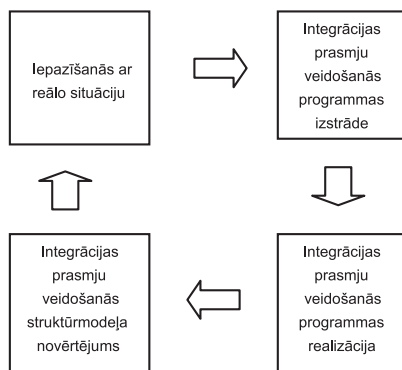 Iepazīšanās ar
reālo situāciju
Integrācijas
prasmju
veidošanās
programmas
izstrāde
Integrācijas
prasmju
veidošanās
programmas
realizācija
Integrācijas
prasmju
veidošanās
struktūrmodeļa
novērtējums